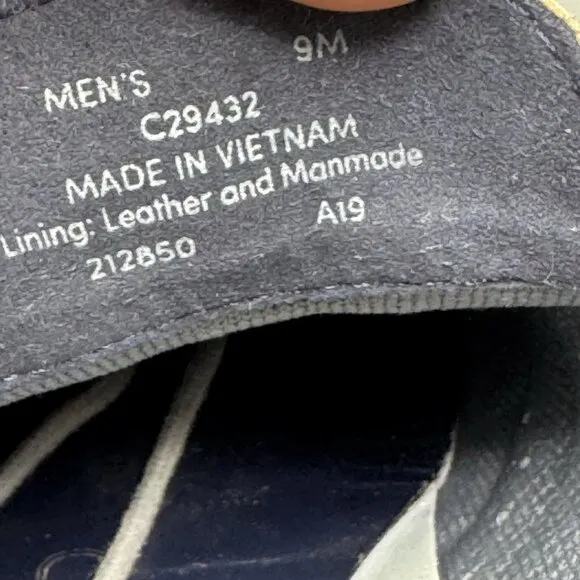 9M
MEN'S
C29432
MADE IN VIETNAM
Lining: Leather and Manmade
A19
212850